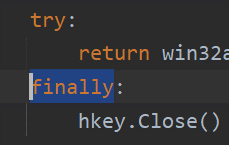 try:
return win32a
finally:
hkey.Close()